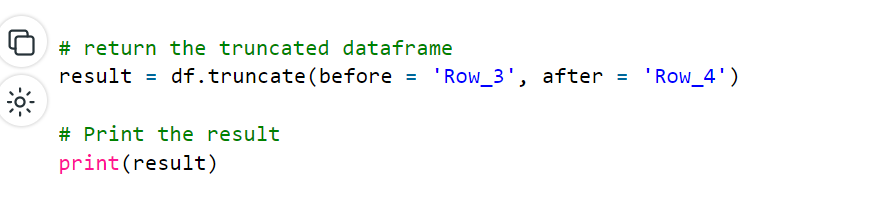 # return the truncated dataframe
result = df.truncate(before = 'Row_3', after = 'Row_4')
# Print the result
print(result)